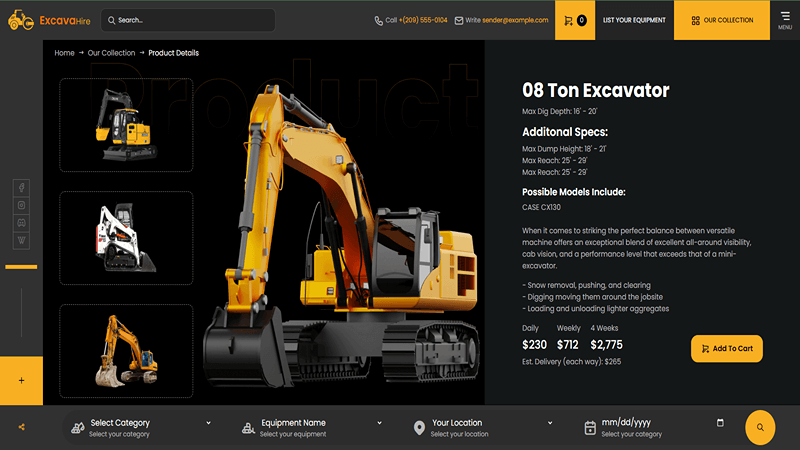 ExcavaHire
Search...
Call +(209) 555-0104
Write sender@example.com
0
LIST YOUR EQUIPMENT
OUR COLLECTION
MENU
Home → Our Collection → Product Details
Product
08 Ton Excavator
Max Dig Depth: 16' - 20'
Additonal Specs:
Max Dump Height: 18' - 21'
Max Reach: 25' - 29'
Max Reach: 25' - 29'
Possible Models Include:
CASE CX130
When it comes to striking the perfect balance between versatile
machine offers an exceptional blend of excellent all-around visibility,
cab vision, and a performance level that exceeds that of a mini-
excavator.
- Snow removal, pushing, and clearing
- Digging moving them around the jobsite
- Loading and unloading lighter aggregates
Daily Weekly 4 Weeks
$230 $712 $2,775
Est. Delivery (each way): $265
Add To Cart
Select Category
Select your category
Equipment Name
Select your equipment
Your Location
Select your location
mm/dd/yyyy
Select your category